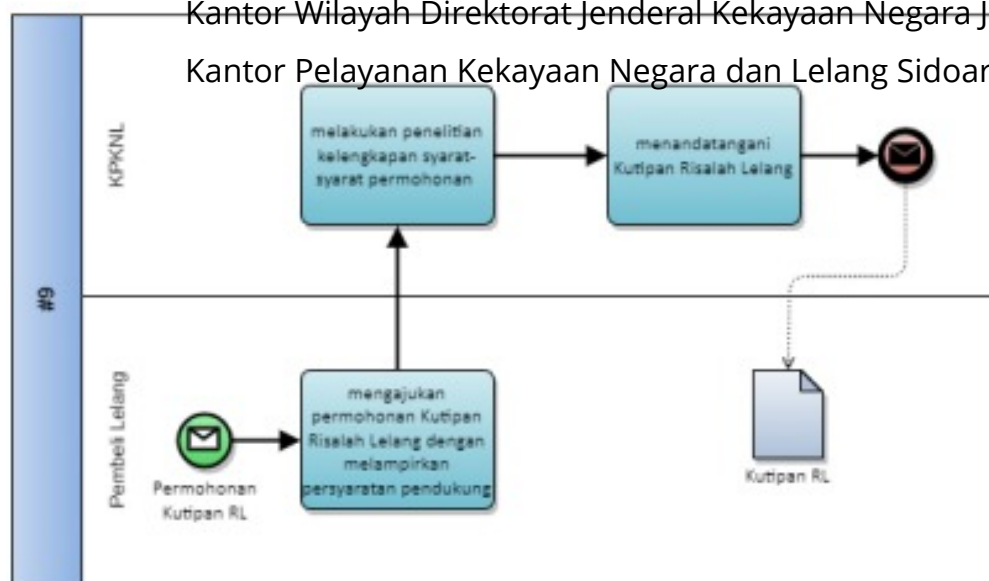 Kantor Wilayah Direktorat Jenderal Kekayaan Negara J
Kantor Pelayanan Kekayaan Negara dan Lelang Sidoar
#9
KPKNL
melakukan penelitian
kelengkapan syarat-
syarat permohonan
menandatangani
Kutipan Risalah Lelang
Pembeli Lelang
Permohonan
Kutipan RL
mengajukan
permohonan Kutipan
Risalah Lelang dengan
melampirkan
persyaratan pendukung
Kutipan RL